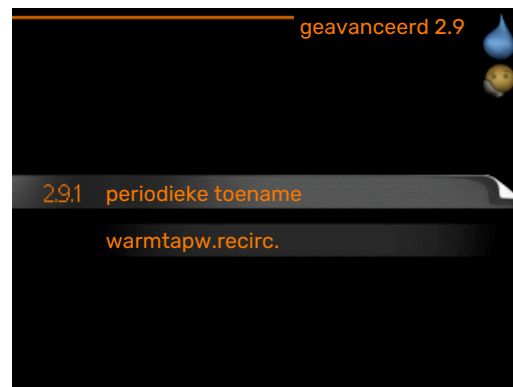 geavanceerd 2.9
2.9.1 periodieke toename
warmtapw.recirc.